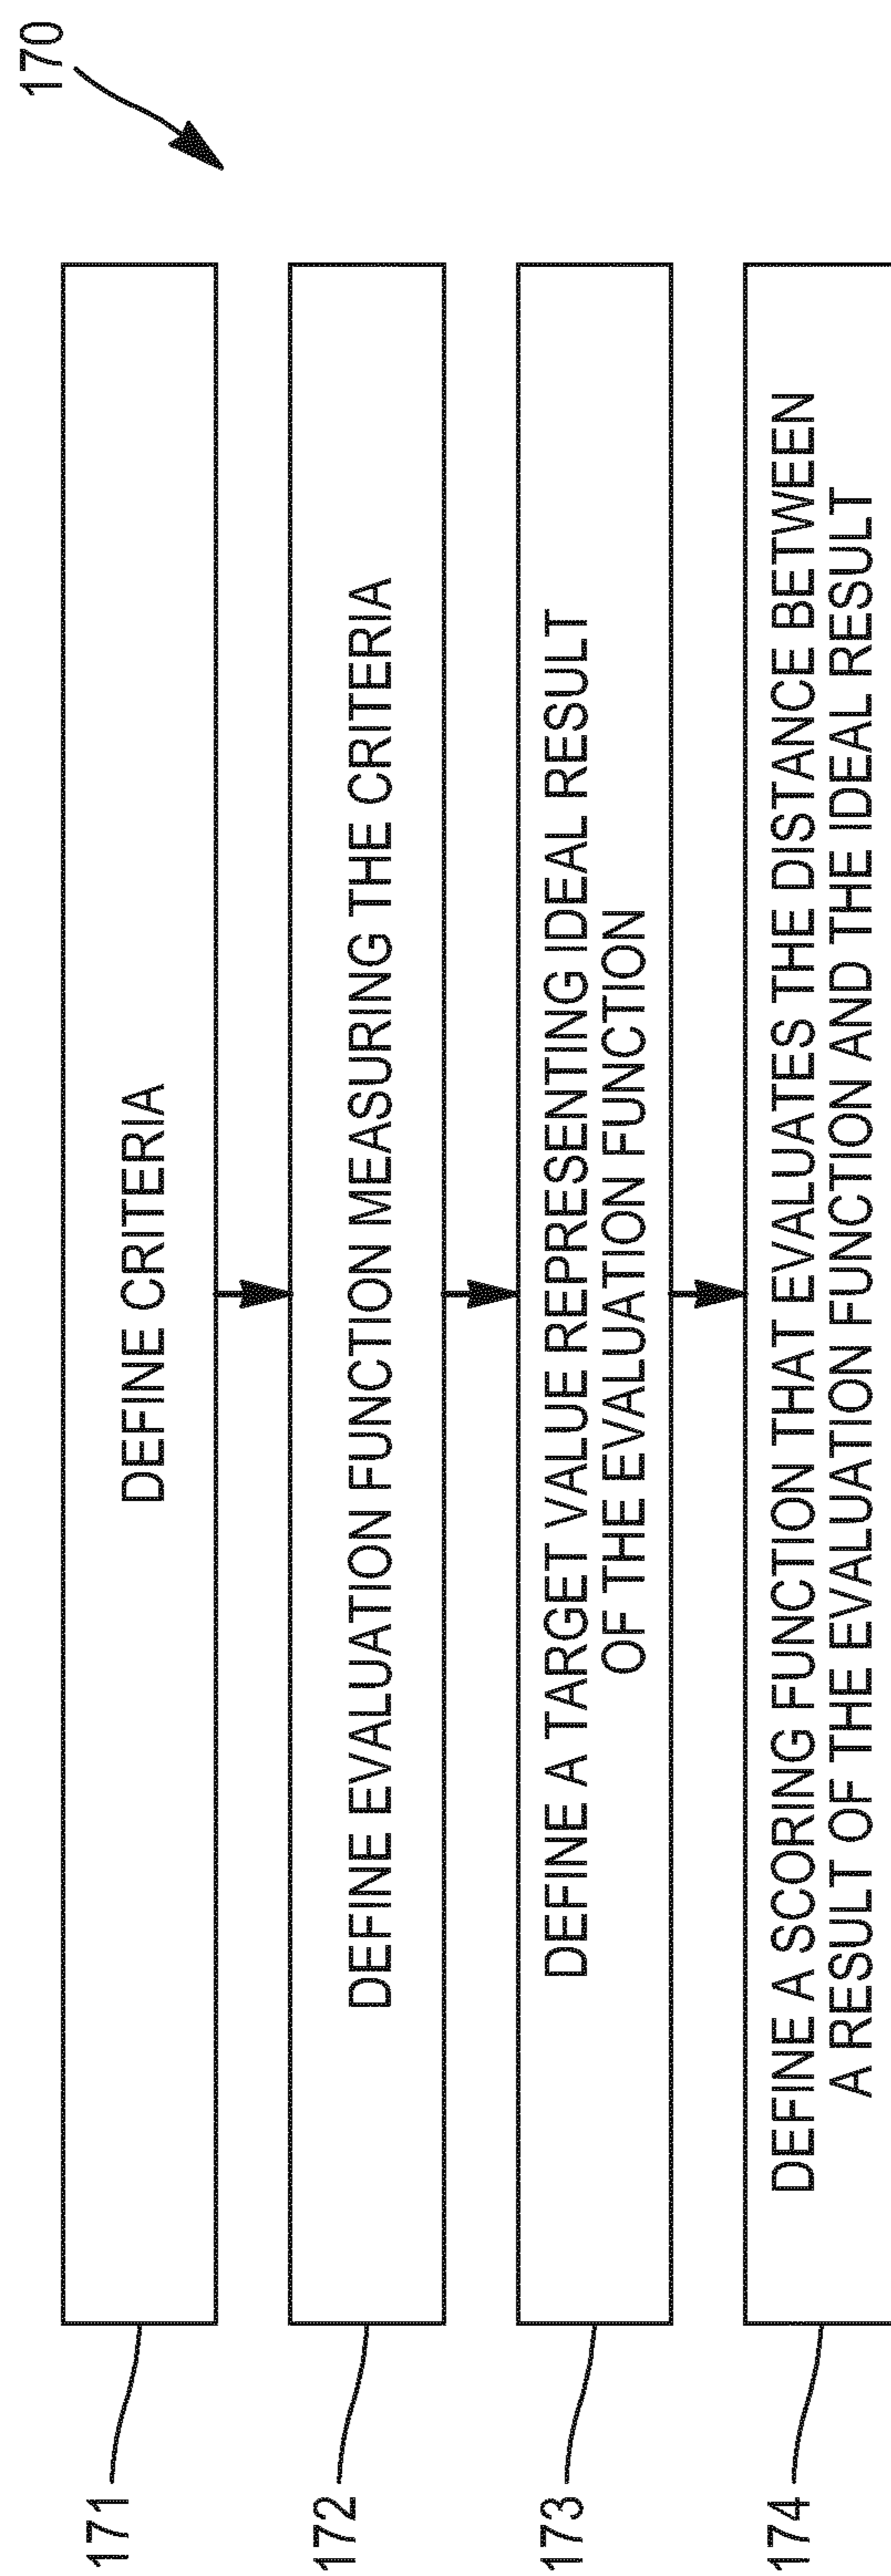 170
171
DEFINE CRITERIA
172
DEFINE EVALUATION FUNCTION MEASURING THE CRITERIA
173
DEFINE A TARGET VALUE REPRESENTING IDEAL RESULT
OF THE EVALUATION FUNCTION
174
DEFINE A SCORING FUNCTION THAT EVALUATES THE DISTANCE BETWEEN
A RESULT OF THE EVALUATION FUNCTION AND THE IDEAL RESULT